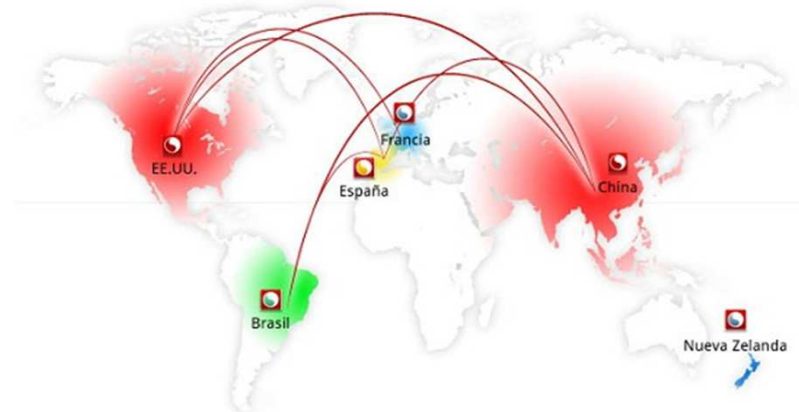 Francia
EE.UU.
España
China
Brasil
Nueva Zelanda